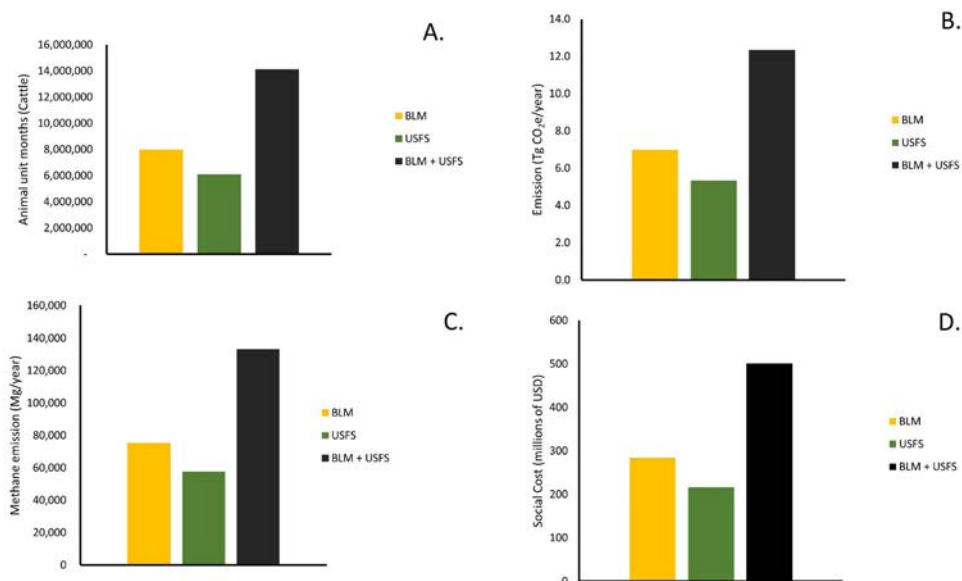 A.
Animal unit months (Cattle)
16,000,000
14,000,000
12,000,000
10,000,000
8,000,000
6,000,000
4,000,000
2,000,000
-
BLM
USFS
BLM + USFS
B.
Emission (Tg CO₂e/year)
14.0
12.0
10.0
8.0
6.0
4.0
2.0
0.0
BLM
USFS
BLM + USFS
C.
Methane emission (Mg/year)
160,000
140,000
120,000
100,000
80,000
60,000
40,000
20,000
0
BLM
USFS
BLM + USFS
D.
Social Cost (millions of USD)
600
500
400
300
200
100
0
BLM
USFS
BLM + USFS